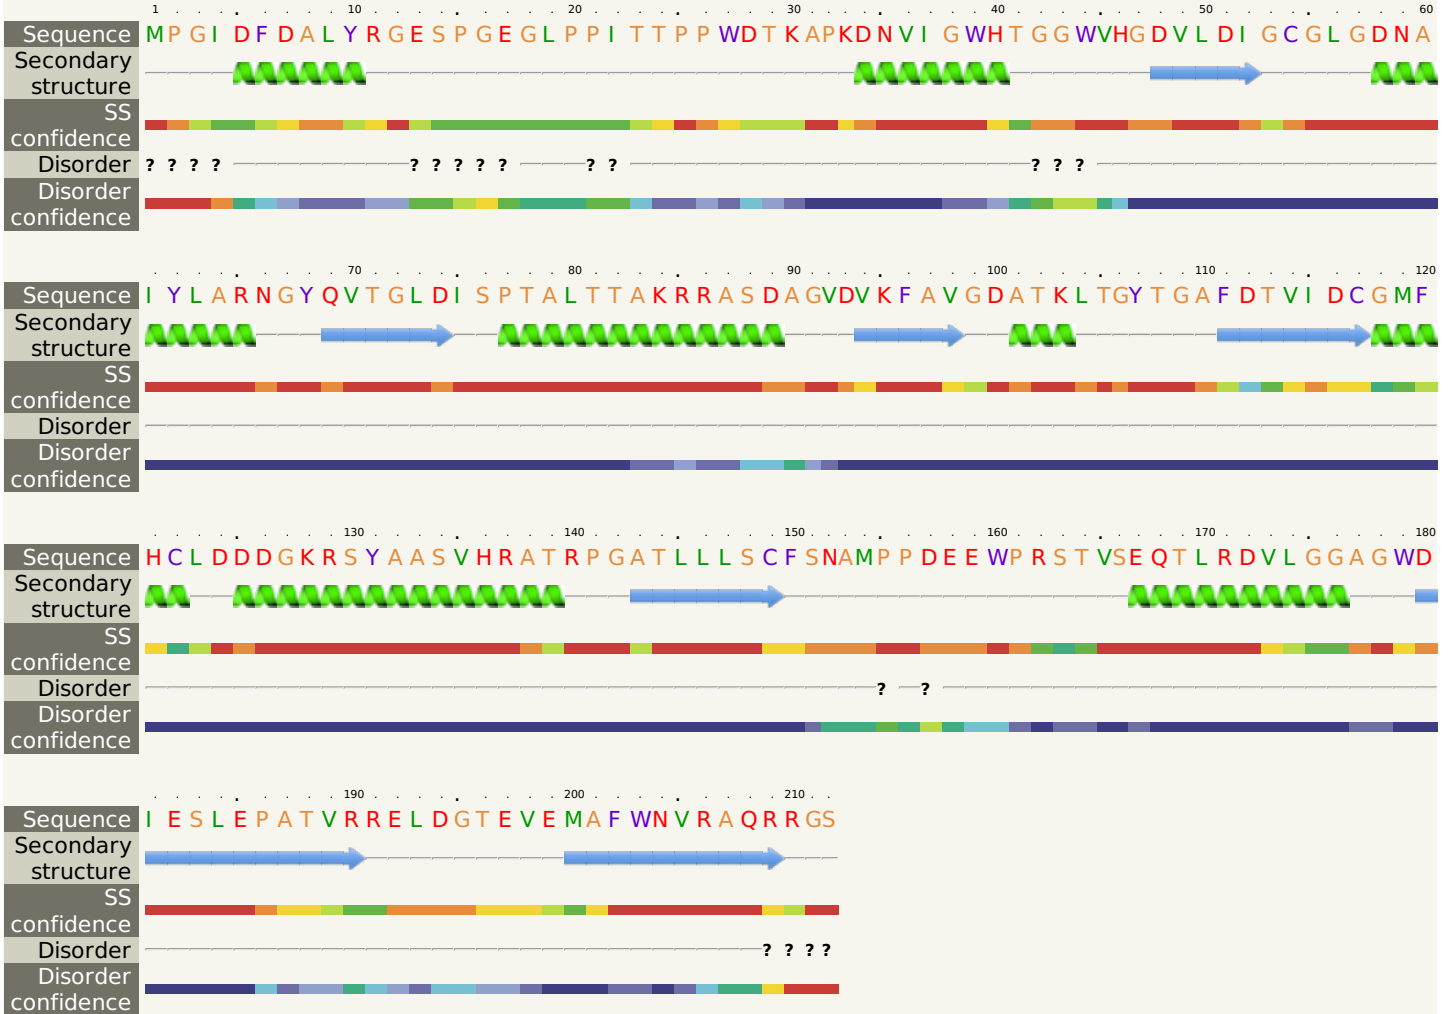 1 10 20 30 40 50 60
Sequence MPGIDFDALYRGESPGEGLPPITTPPWDTKAPKDNVIGWHTGGWVHGDVLDIGCGLGDNA
Secondary
structure
SS
confidence
Disorder ? ? ? ? ? ? ? ? ? ? ? ? ? ?
Disorder
confidence
70 80 90 100 110 120
Sequence IYLARNGYQVTGLDISPTALTTAKRRASDAGVDVKFAVGDATKLTGYTGAFDTVIDCGMF
Secondary
structure
SS
confidence
Disorder
Disorder
confidence
130 140 150 160 170 180
Sequence HCLDDDGKRSYAASVHRATRPGATLLLSCFSNAMPPDEEWPRSTVSEQTLRDVLGGAGWD
Secondary
structure
SS
confidence
Disorder ? ?
Disorder
confidence
190 200 210
Sequence IESLEPATVRRELDGTEVEMAFWNVRAQRRGS
Secondary
structure
SS
confidence
Disorder ? ? ? ?
Disorder
confidence